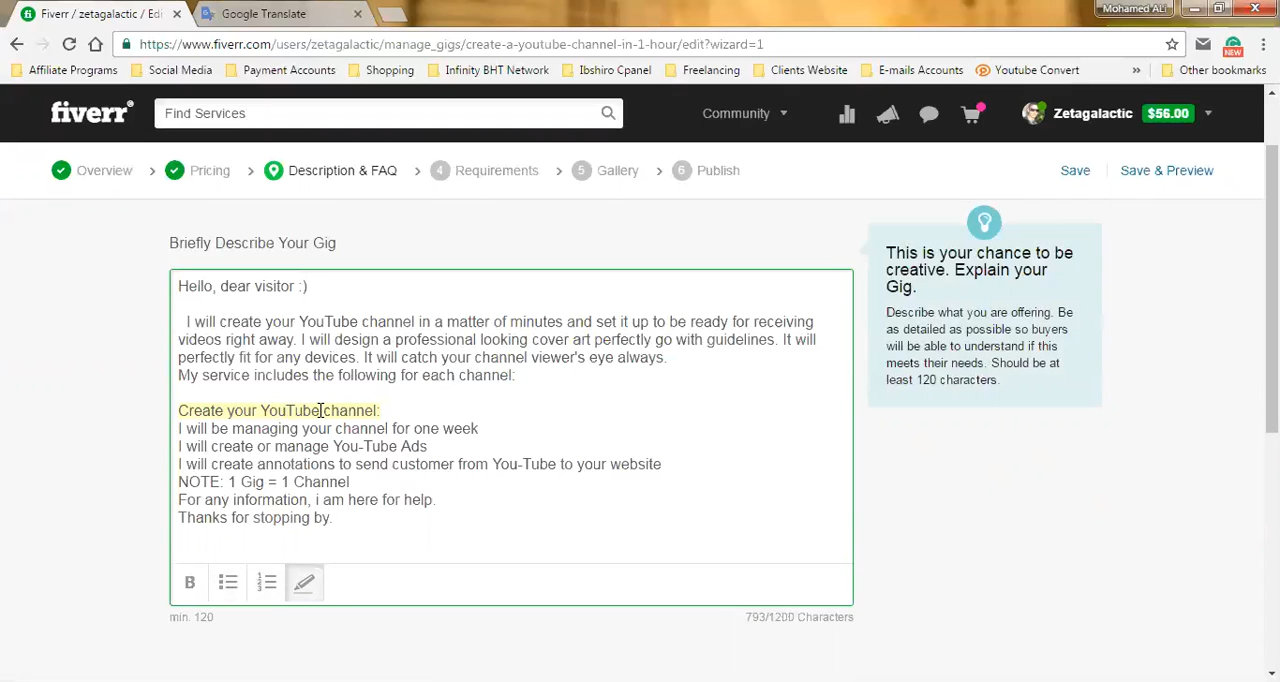 Fiverr / zetagalactic / Edi
Google Translate
Mohamed ALi
https://www.fiverr.com/users/zetagalactic/manage_gigs/create-a-youtube-channel-in-1-hour/edit?wizard=1
NEW
Affiliate Programs
Social Media
Payment Accounts
Shopping
Infinlity BHT Network
Ibshiro Cpanel
Freelancing
Clients Website
E-mails Accounts
Youtube Convert
»
Other bookmarks
fiverr®
Find Services
Community
Zetagalactic
$56.00
Overview
Pricing
Description & FAQ
4 Requirements
5 Gallery
6 Publish
Save
Save & Preview
Briefly Describe Your Gig
Hello, dear visitor :)
I will create your YouTube channel in a matter of minutes and set it up to be ready for receiving
videos right away. I will design a professional looking cover art perfectly go with guidelines. It will
perfectly fit for any devices. It will catch your channel viewer's eye always.
My service includes the following for each channel:
Create your YouTube channel:
I will be managing your channel for one week
I will create or manage You-Tube Ads
I will create annotations to send customer from You-Tube to your website
NOTE: 1 Gig = 1 Channel
For any information, i am here for help.
Thanks for stopping by.
B
min. 120
793/1200 Characters
This is your chance to be
creative. Explain your
Gig.
Describe what you are offering. Be
as detailed as possible so buyers
will be able to understand if this
meets their needs. Should be at
least 120 characters.